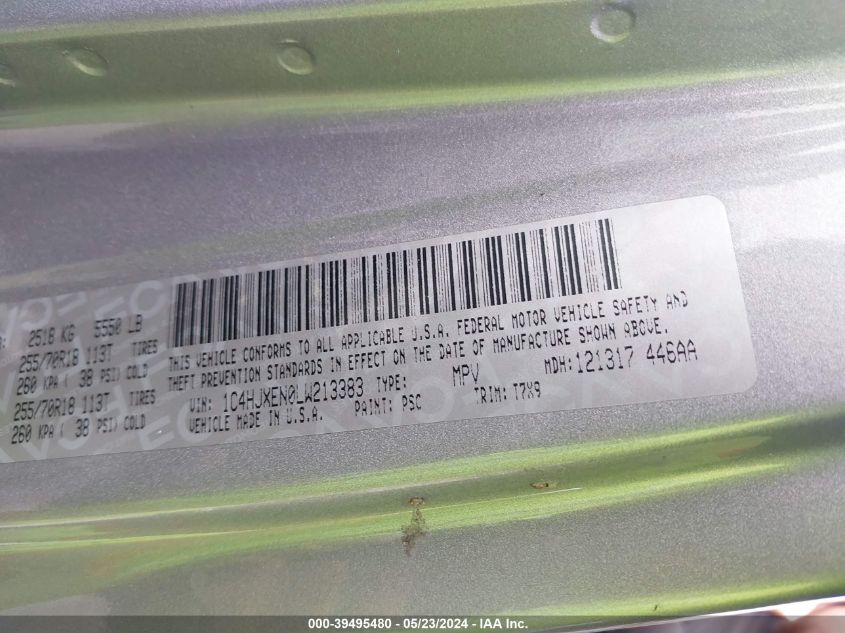 2518 KG 5550 LB
255/70R18 113T TIRES
260 KPA ( 38 PSI) COLD
255/70R18 113T TIRES
260 KPA ( 38 PSI) COLD
THIS VEHICLE CONFORMS TO ALL APPLICABLE U.S.A. FEDERAL MOTOR VEHICLE SAFETY AND
THEFT PREVENTION STANDARDS IN EFFECT ON THE DATE OF MANUFACTURE SHOWN ABOVE.
VIN: 1C4HJXEN0LW213383 TYPE: MPV MDH:121317 446AA
VEHICLE MADE IN U.S.A. PAINT: PSC TRIM: T7X9
000-39495480 - 05/23/2024 - IAA Inc.